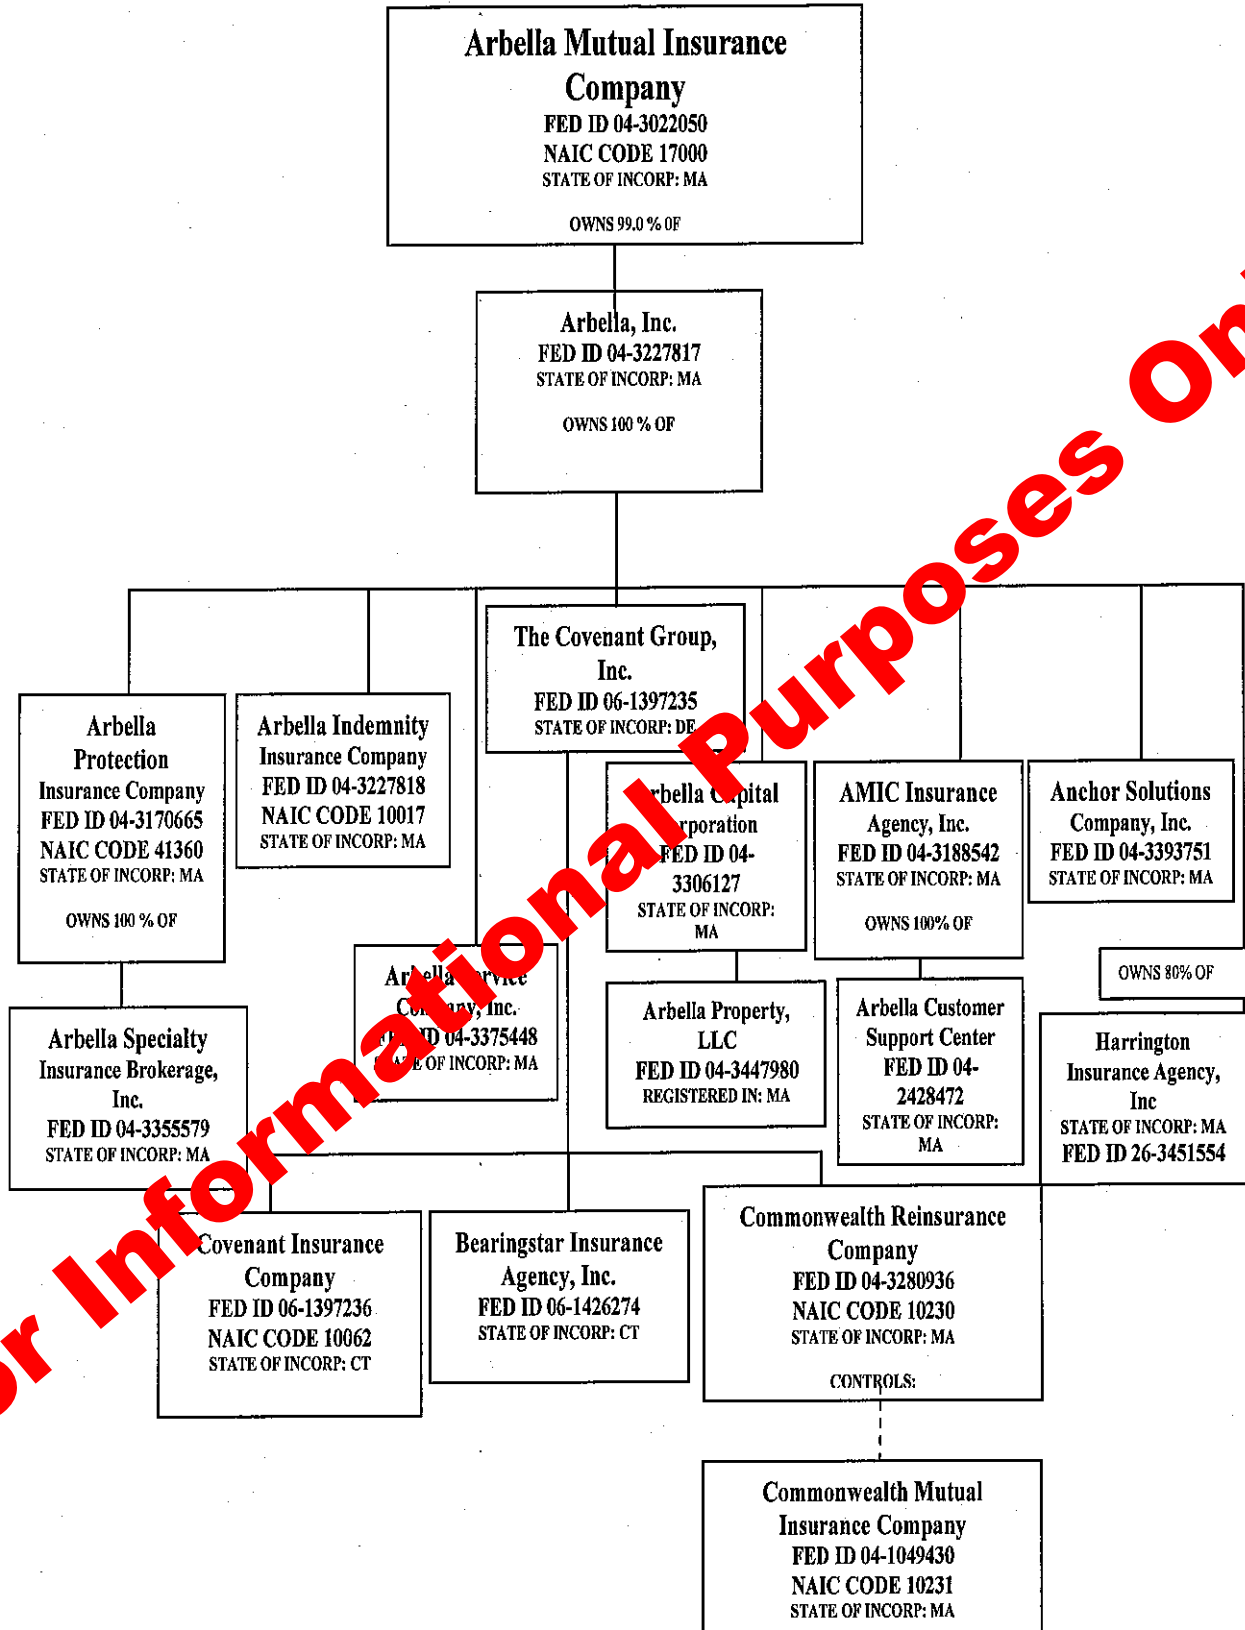 Arbella Mutual Insurance
Company
FED ID 04-3022050
NAIC CODE 17000
STATE OF INCORP: MA
OWNS 99.0 % OF
Arbella, Inc.
FED ID 04-3227817
STATE OF INCORP: MA
OWNS 100 % OF
The Covenant Group,
Inc.
FED ID 06-1397235
STATE OF INCORP: DE
Arbella
Protection
Insurance Company
FED ID 04-3170665
NAIC CODE 41360
STATE OF INCORP: MA
OWNS 100 % OF
Arbella Indemnity
Insurance Company
FED ID 04-3227818
NAIC CODE 10017
STATE OF INCORP: MA
Arbella Capital
Corporation
FED ID 04-
3306127
STATE OF INCORP:
MA
AMIC Insurance
Agency, Inc.
FED ID 04-3188542
STATE OF INCORP: MA
OWNS 100% OF
Anchor Solutions
Company, Inc.
FED ID 04-3393751
STATE OF INCORP: MA
OWNS 80% OF
Arbella Service
Company, Inc.
FED ID 04-3375448
STATE OF INCORP: MA
Arbella Specialty
Insurance Brokerage,
Inc.
FED ID 04-3355579
STATE OF INCORP: MA
Arbella Property,
LLC
FED ID 04-3447980
REGISTERED IN: MA
Arbella Customer
Support Center
FED ID 04-
2428472
STATE OF INCORP:
MA
Harrington
Insurance Agency,
Inc
STATE OF INCORP: MA
FED ID 26-3451554
Covenant Insurance
Company
FED ID 06-1397236
NAIC CODE 10062
STATE OF INCORP: CT
Bearingstar Insurance
Agency, Inc.
FED ID 06-1426274
STATE OF INCORP: CT
Commonwealth Reinsurance
Company
FED ID 04-3280936
NAIC CODE 10230
STATE OF INCORP: MA
CONTROLS:
Commonwealth Mutual
Insurance Company
FED ID 04-1049430
NAIC CODE 10231
STATE OF INCORP: MA
or Informational Purposes On